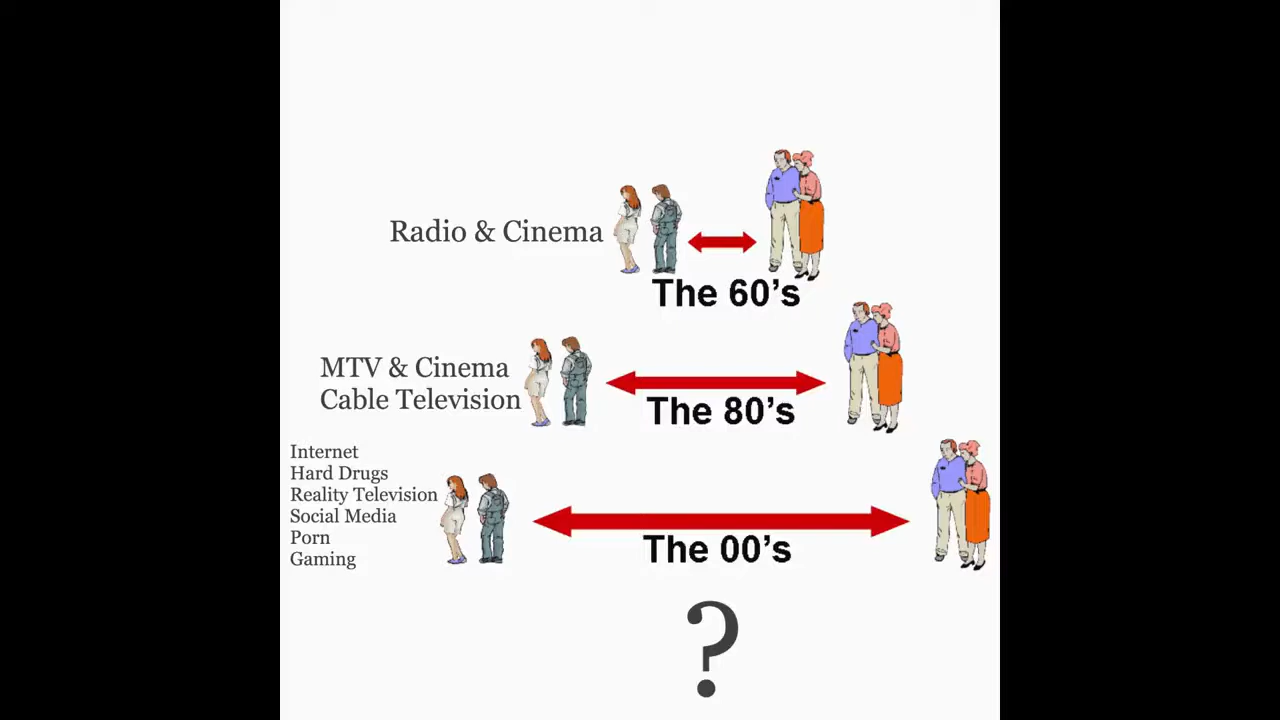 Radio & Cinema
The 60's
MTV & Cinema
Cable Television
The 80's
Internet
Hard Drugs
Reality Television
Social Media
Porn
Gaming
The 00's
?